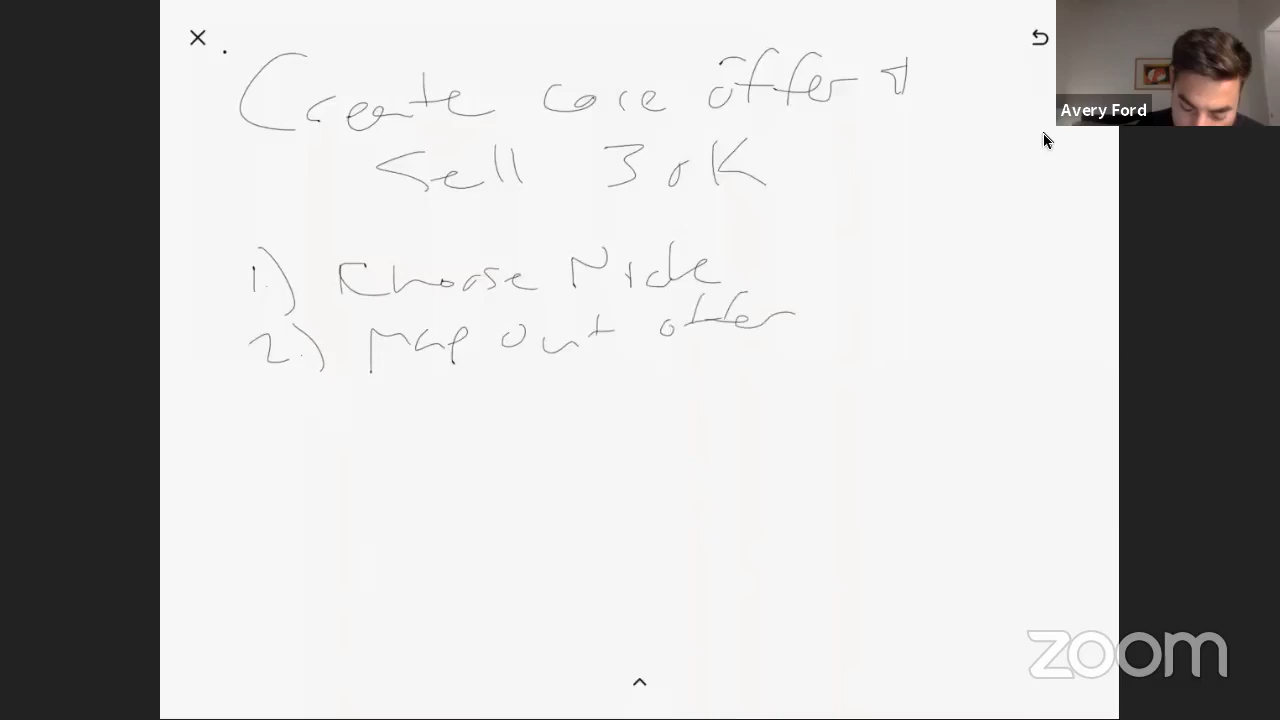 Create core offer +
Sell 30K
1.) Choose Niche
2.) Map out offer
Avery Ford
zoom